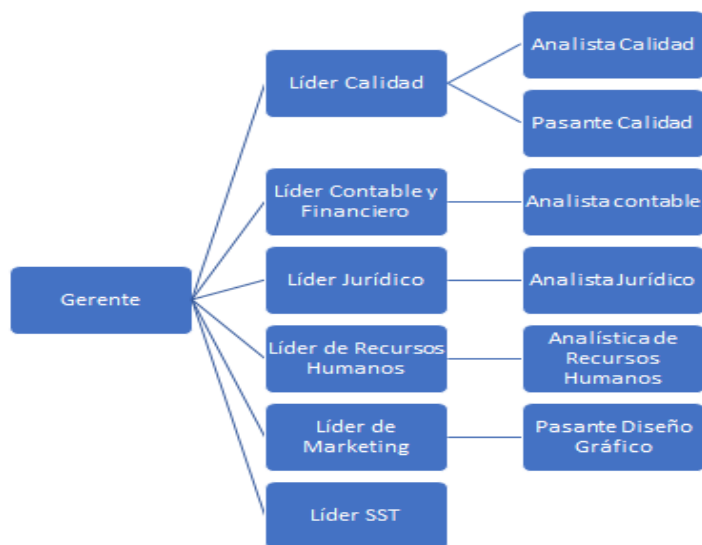 Analista Calidad
Líder Calidad
Pasante Calidad
Líder Contable y
Financiero
Analista contable
Gerente
Líder Jurídico
Analista Jurídico
Líder de Recursos
Humanos
Analística de
Recursos
Humanos
Líder de
Marketing
Pasante Diseño
Gráfico
Líder SST